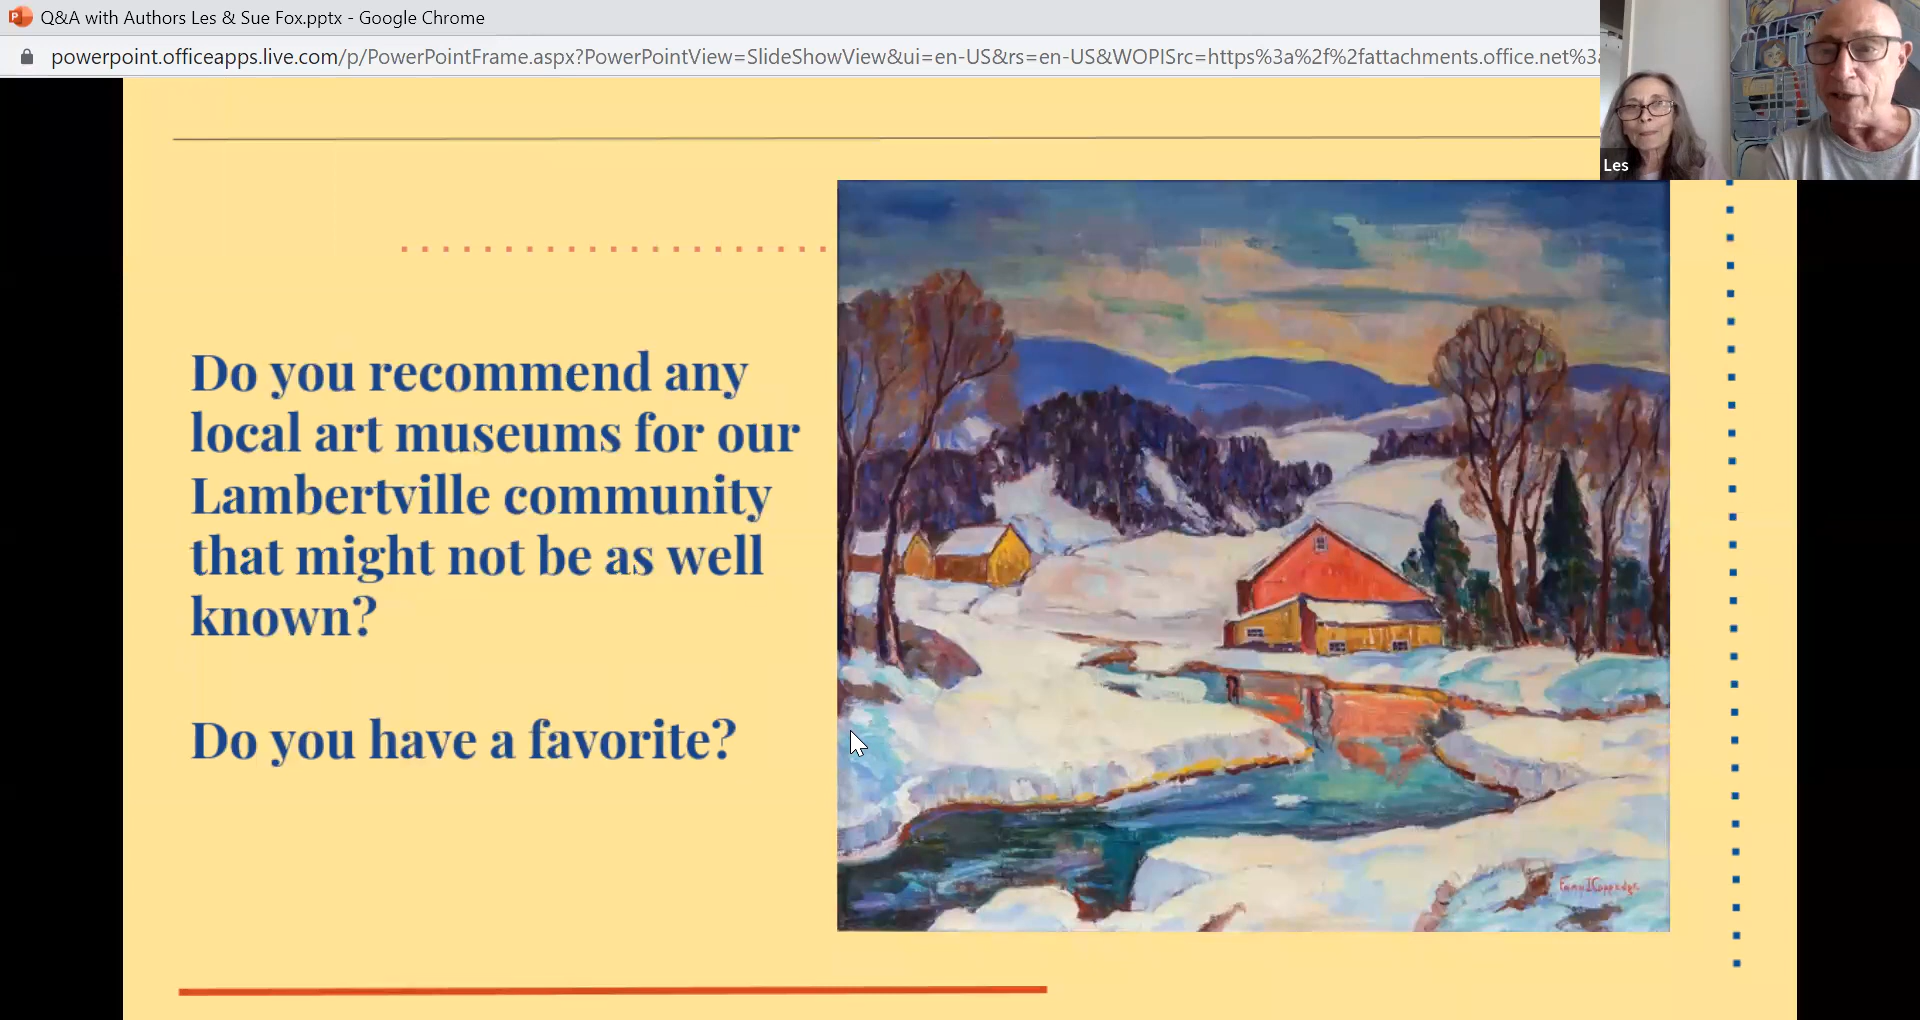 Q&A with Authors Les & Sue Fox.pptx - Google Chrome
powerpoint.officeapps.live.com/p/PowerPointFrame.aspx?PowerPointView=SlideShowView&ui=en-US&rs=en-US&WOPISrc=https%3a%2f%2fattachments.office.net%3
Les
Do you recommend any
local art museums for our
Lambertville community
that might not be as well
known?
Do you have a favorite?